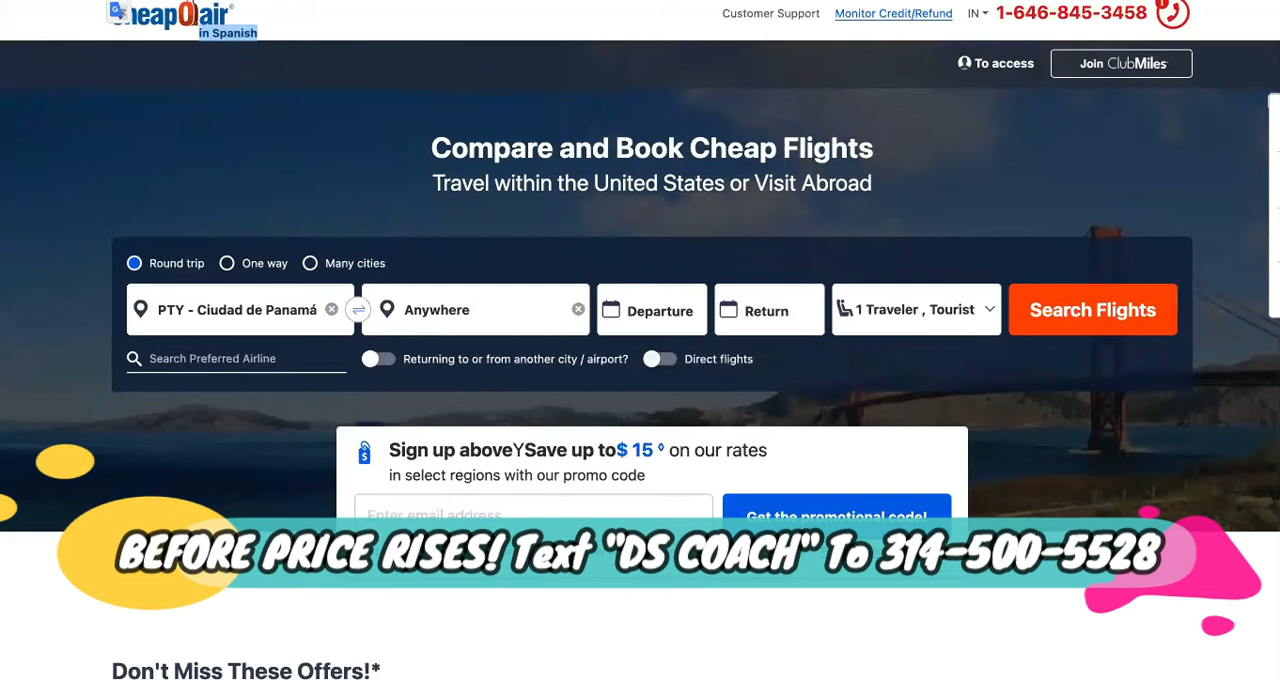 CheapOair®
in Spanish
Customer Support Monitor Credit/Refund IN 1-646-845-3458
To access Join ClubMiles
Compare and Book Cheap Flights
Travel within the United States or Visit Abroad
Round trip One way Many cities
PTY - Ciudad de Panamá Anywhere Departure Return 1 Traveler , Tourist Search Flights
Search Preferred Airline Returning to or from another city / airport? Direct flights
Sign up aboveYSave up to$ 15 ◊ on our rates
in select regions with our promo code
Enter email address Get the promotional code!
BEFORE PRICE RISES! Text "DS COACH" To 314-500-5528
Don't Miss These Offers!*